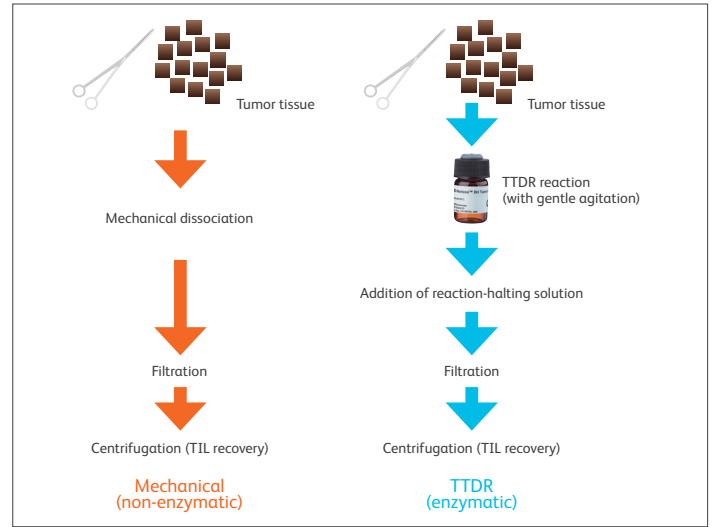 Tumor tissue
Mechanical dissociation
Filtration
Centrifugation (TIL recovery)
Mechanical
(non-enzymatic)
Tumor tissue
TTDR reaction
(with gentle agitation)
Addition of reaction-halting solution
Filtration
Centrifugation (TIL recovery)
TTDR
(enzymatic)